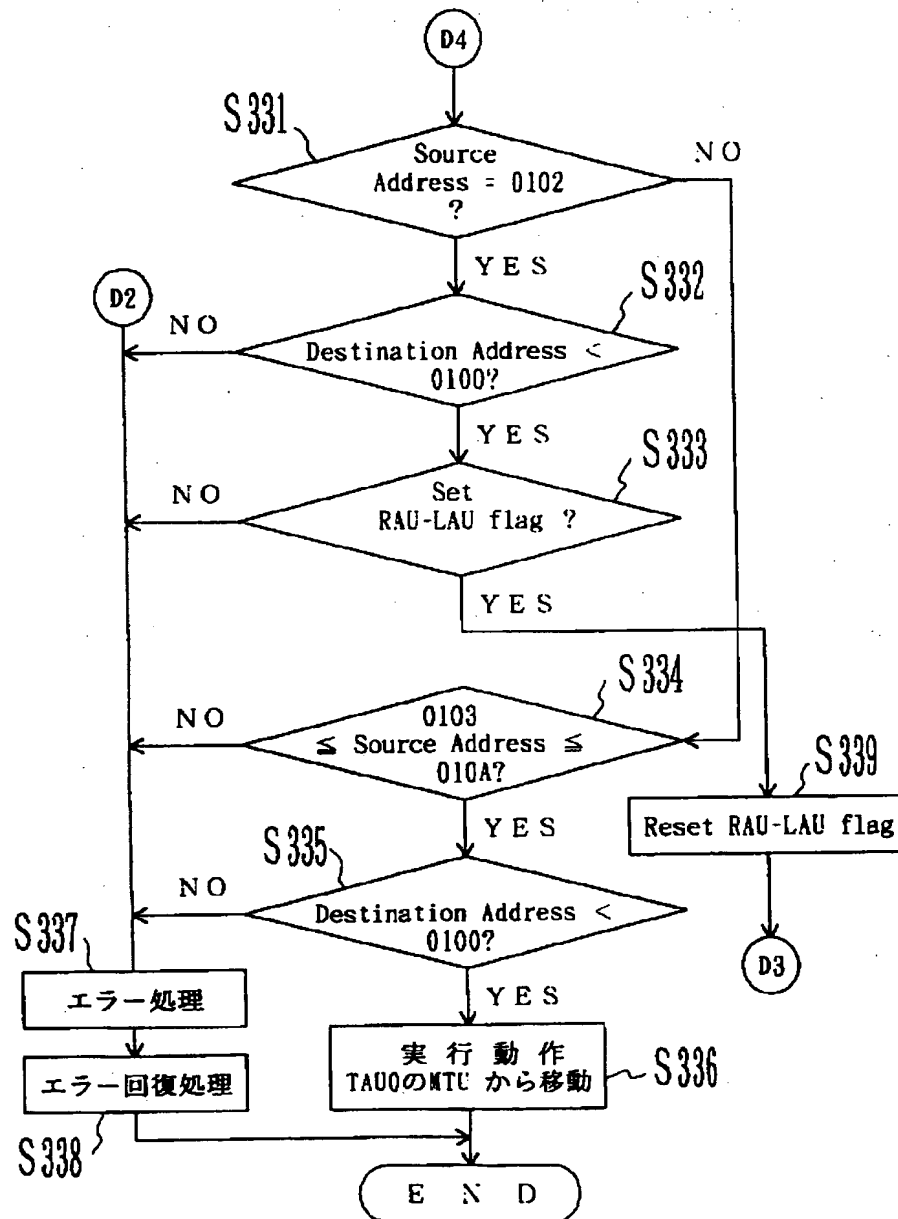 D4
S331
Source
Address = 0102
?
NO
YES
D2
S332
NO
Destination Address <
0100?
YES
S333
NO
Set
RAU-LAU flag ?
YES
S334
NO
0103
≦ Source Address ≦
010A?
S339
YES
Reset RAU-LAU flag
S335
NO
Destination Address <
0100?
S337
D3
エラー処理
YES
実行動作
TAU0のMTU から移動
S336
エラー回復処理
S338
END